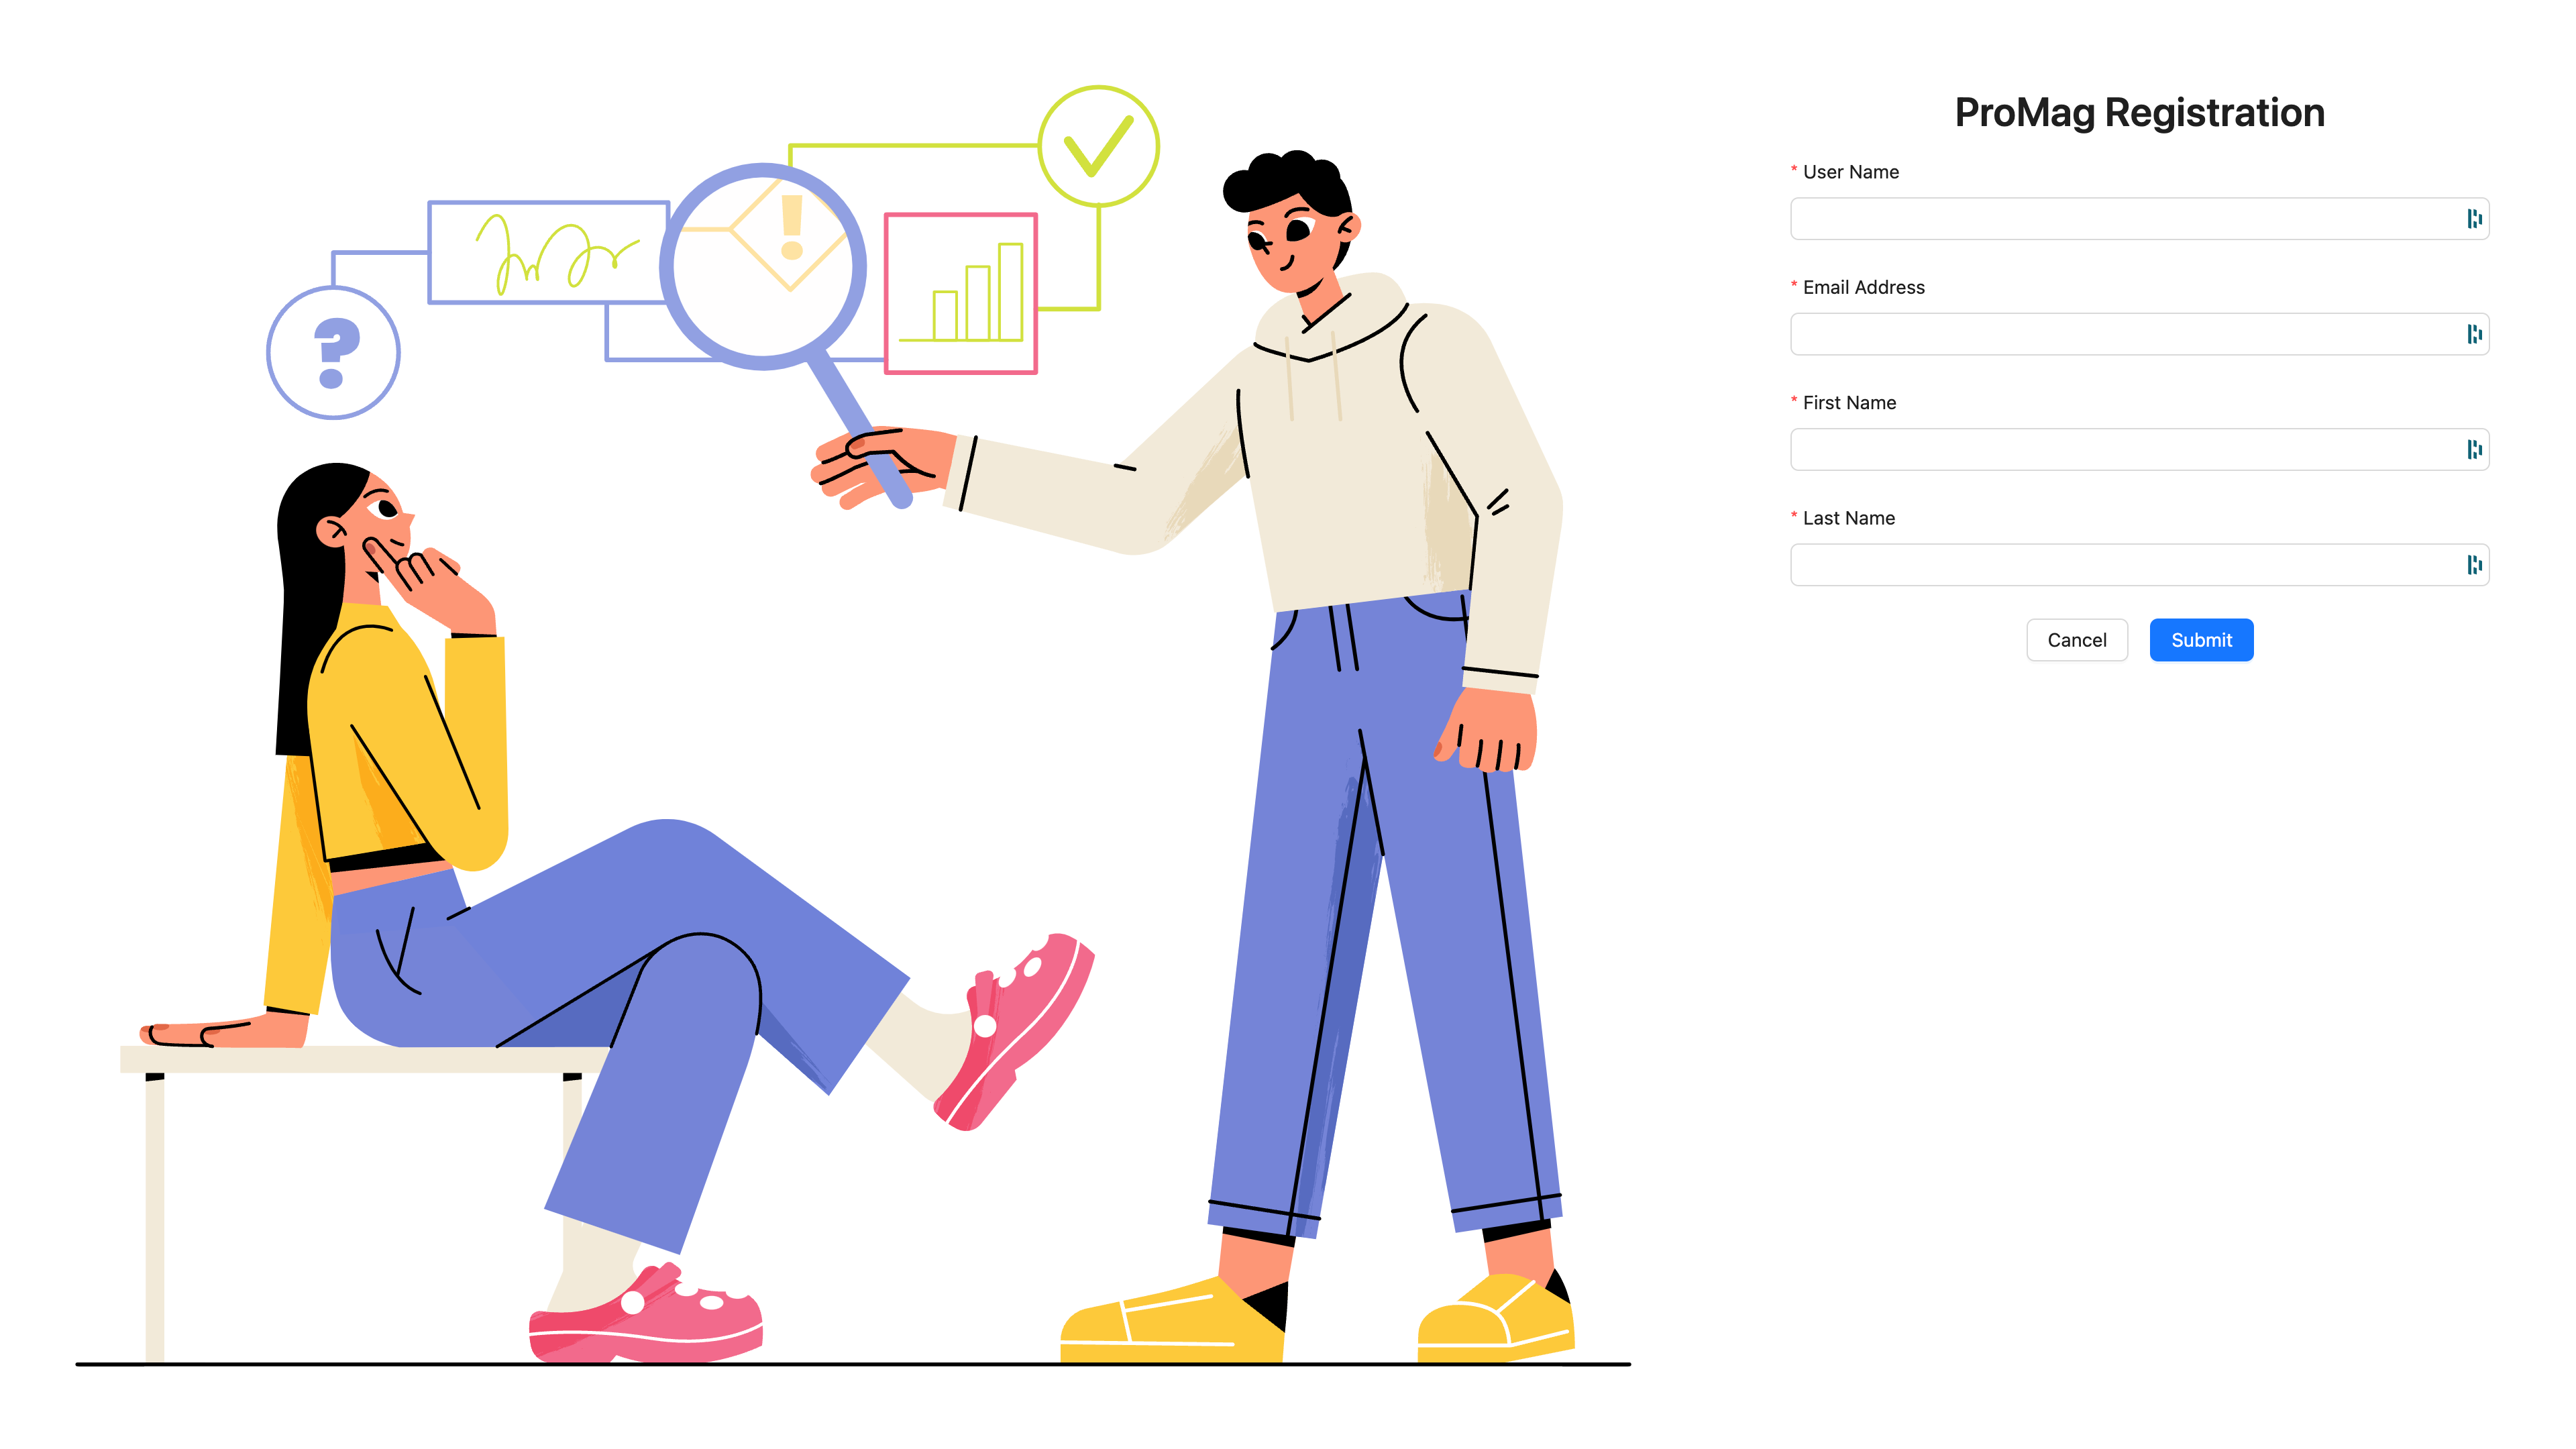 ProMag Registration
* User Name
* Email Address
* First Name
* Last Name
Cancel
Submit
?
!